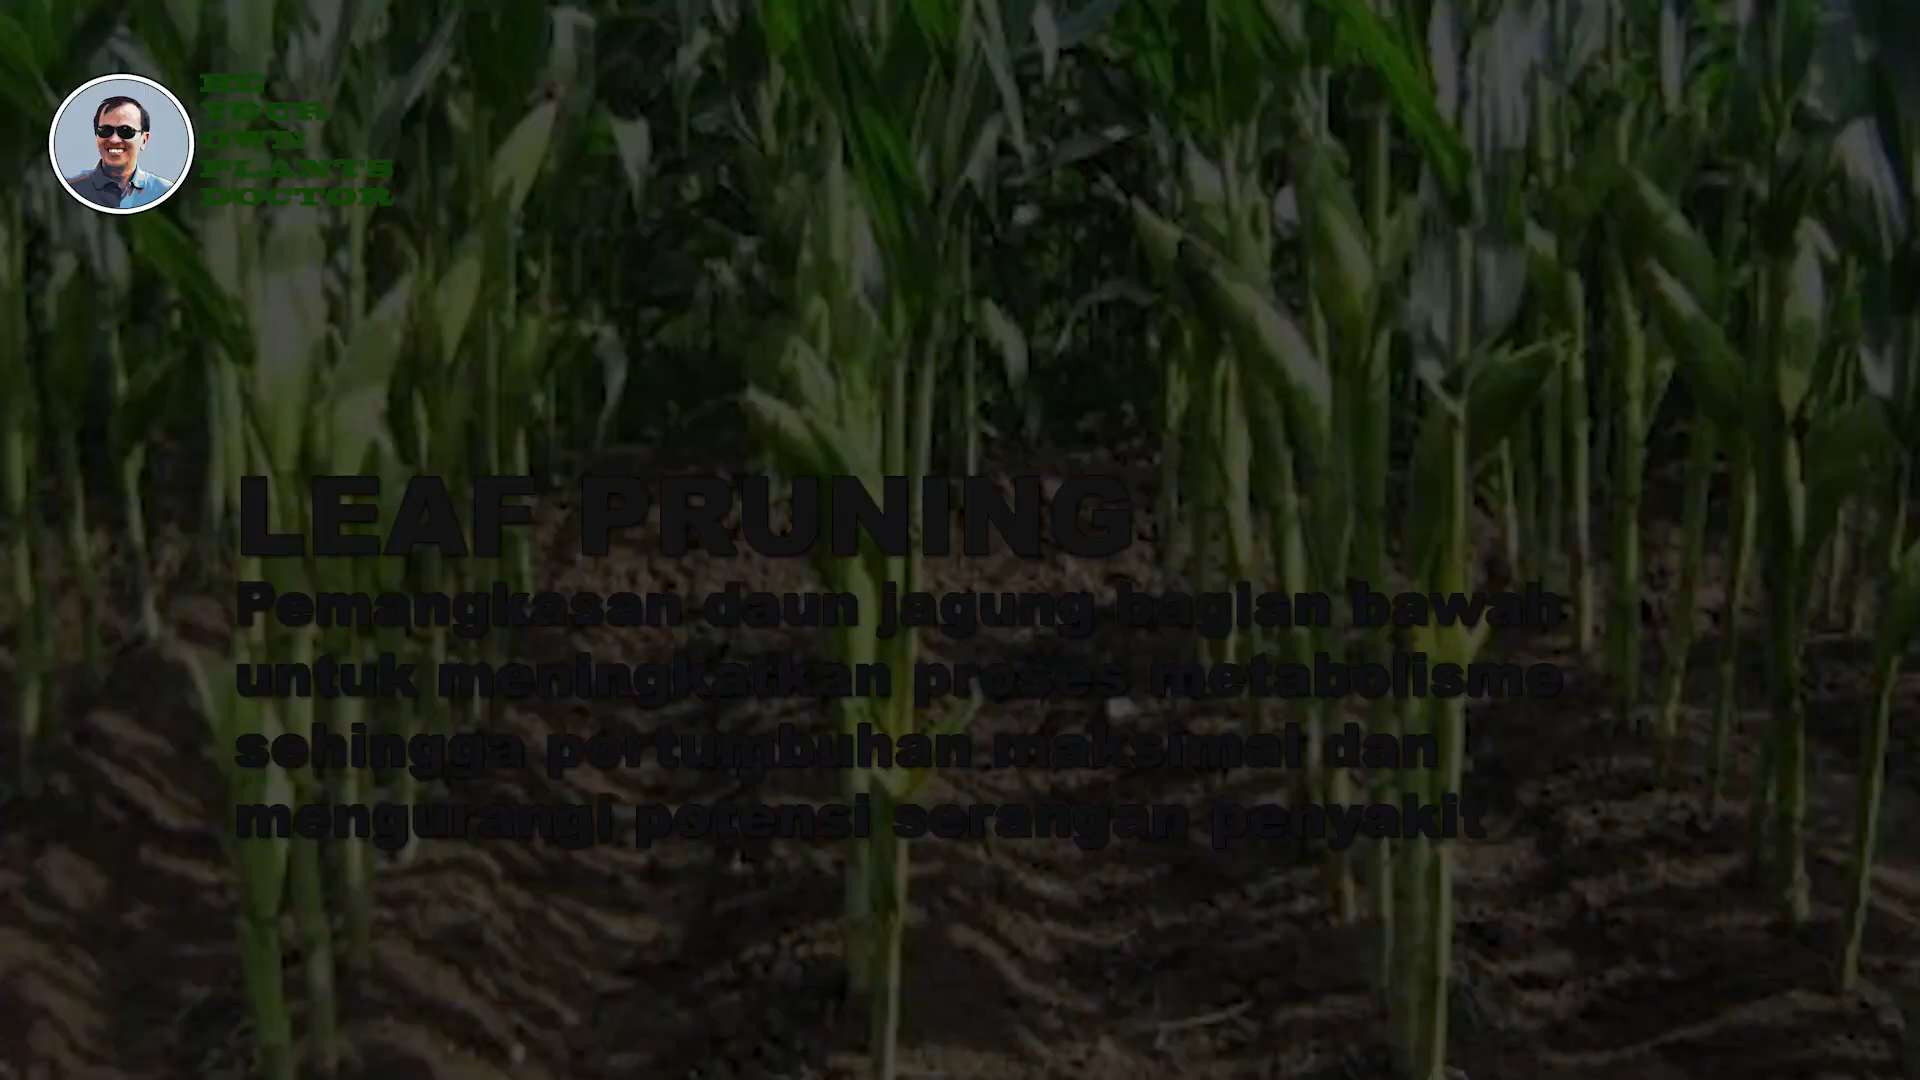 BE
YOUR
OWN
PLANTS
DOCTOR
LEAF PRUNING
Pemangkasan daun jagung bagian bawah
untuk meningkatkan proses metabolisme
sehingga pertumbuhan maksimal dan
mengurangi potensi serangan penyakit